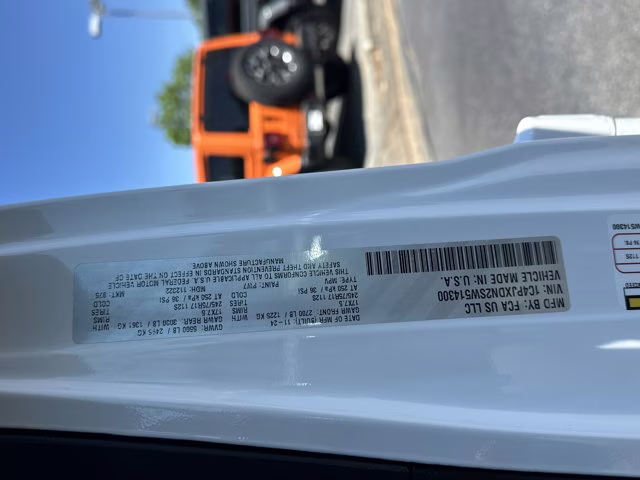 MFD BY: FCA US LLC
DATE OF MFR (BUILT): 11-24
GVWR: 5500 LB / 2495 KG
GAWR FRONT: 2700 LB / 1225 KG WITH
245/75R17 112S TIRES
17X7.5 RIMS
AT 250 kPa / 36 PSI COLD
GAWR REAR: 3000 LB / 1361 KG WITH
245/75R17 112S TIRES
17X7.5 RIMS
AT 250 kPa / 36 PSI COLD
VIN: 1C4PJXDN2SW514300
VEHICLE MADE IN: U.S.A.
PAINT: PW7
MDH: 112222
MKT: 975
THIS VEHICLE CONFORMS TO ALL APPLICABLE U.S.A. FEDERAL MOTOR VEHICLE
SAFETY AND THEFT PREVENTION STANDARDS IN EFFECT ON THE DATE OF
MANUFACTURE SHOWN ABOVE